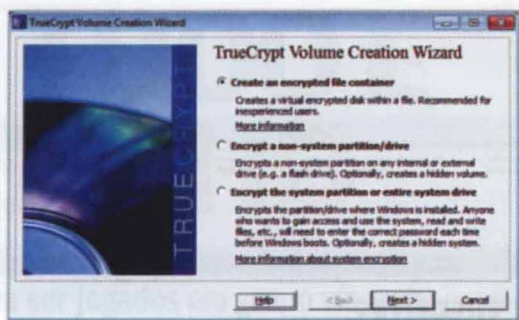 TrueCrypt Volume Creation Wizard
TRUECRYPT
TrueCrypt Volume Creation Wizard
Create an encrypted file container
Creates a virtual encrypted disk within a file. Recommended for
inexperienced users.
More information
Encrypt a non-system partition/drive
Encrypts a non-system partition on any internal or external
drive (e.g. a flash drive). Optionally, creates a hidden volume.
Encrypt the system partition or entire system drive
Encrypts the partition/drive where Windows is installed. Anyone
who wants to gain access and use the system, read and write
files, etc., will need to enter the correct password each time
before Windows boots. Optionally, creates a hidden system.
More information about system encryption
Help
< Back
Next >
Cancel